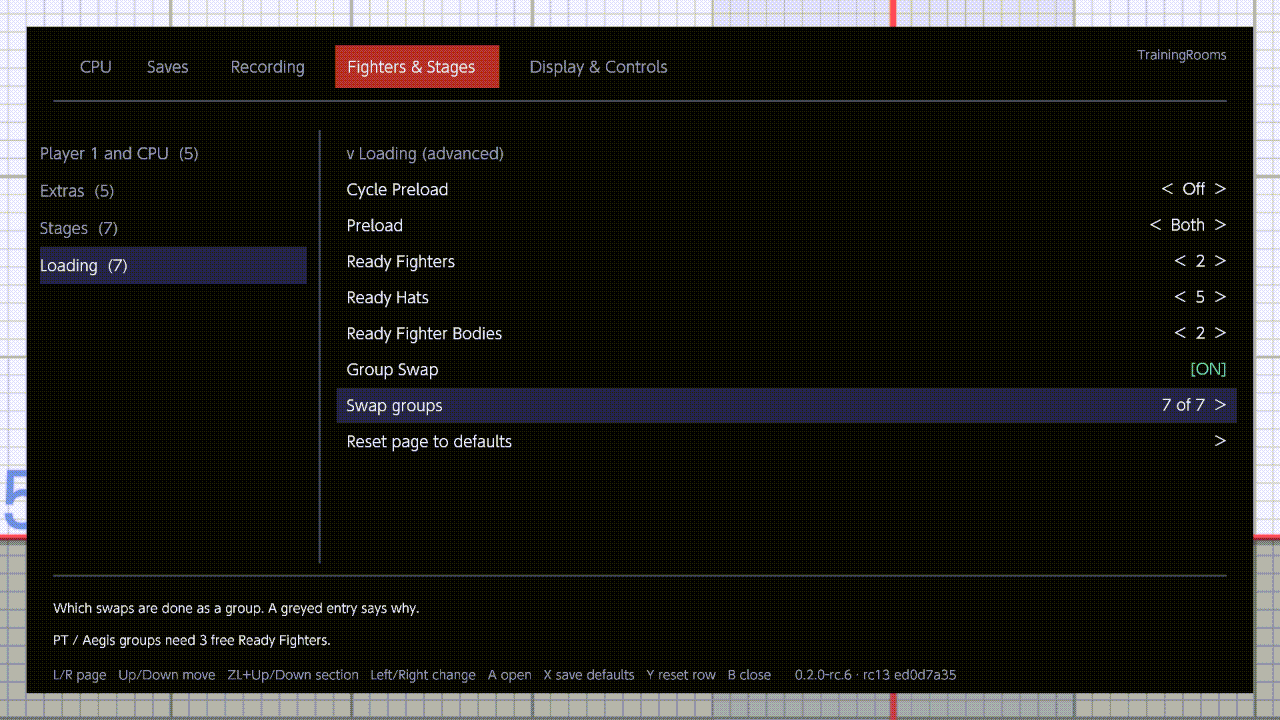 CPU Saves Recording Fighters & Stages Display & Controls TrainingRooms
Player 1 and CPU (5)
Extras (5)
Stages (7)
Loading (7)
v Loading (advanced)
Cycle Preload < Off >
Preload < Both >
Ready Fighters < 2 >
Ready Hats < 5 >
Ready Fighter Bodies < 2 >
Group Swap [ON]
Swap groups 7 of 7 >
Reset page to defaults >
5
Which swaps are done as a group. A greyed entry says why.
PT / Aegis groups need 3 free Ready Fighters.
L/R page Up/Down move ZL+Up/Down section Left/Right change A open X save defaults Y reset row B close 0.2.0-rc.6 · rc13 ed0d7a35